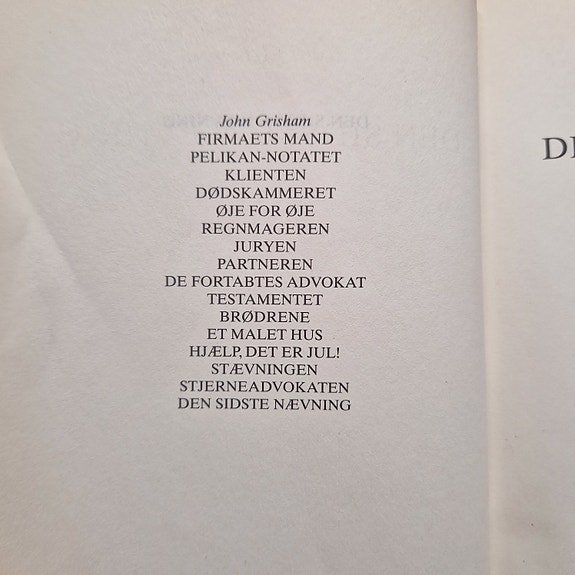 John Grisham
FIRMAETS MAND
PELIKAN-NOTATET
KLIENTEN
DØDSKAMMERET
ØJE FOR ØJE
REGNMAGEREN
JURYEN
PARTNEREN
DE FORTABTES ADVOKAT
TESTAMENTET
BRØDRENE
ET MALET HUS
HJÆLP, DET ER JUL!
STÆVNINGEN
STJERNEADVOKATEN
DEN SIDSTE NÆVNING